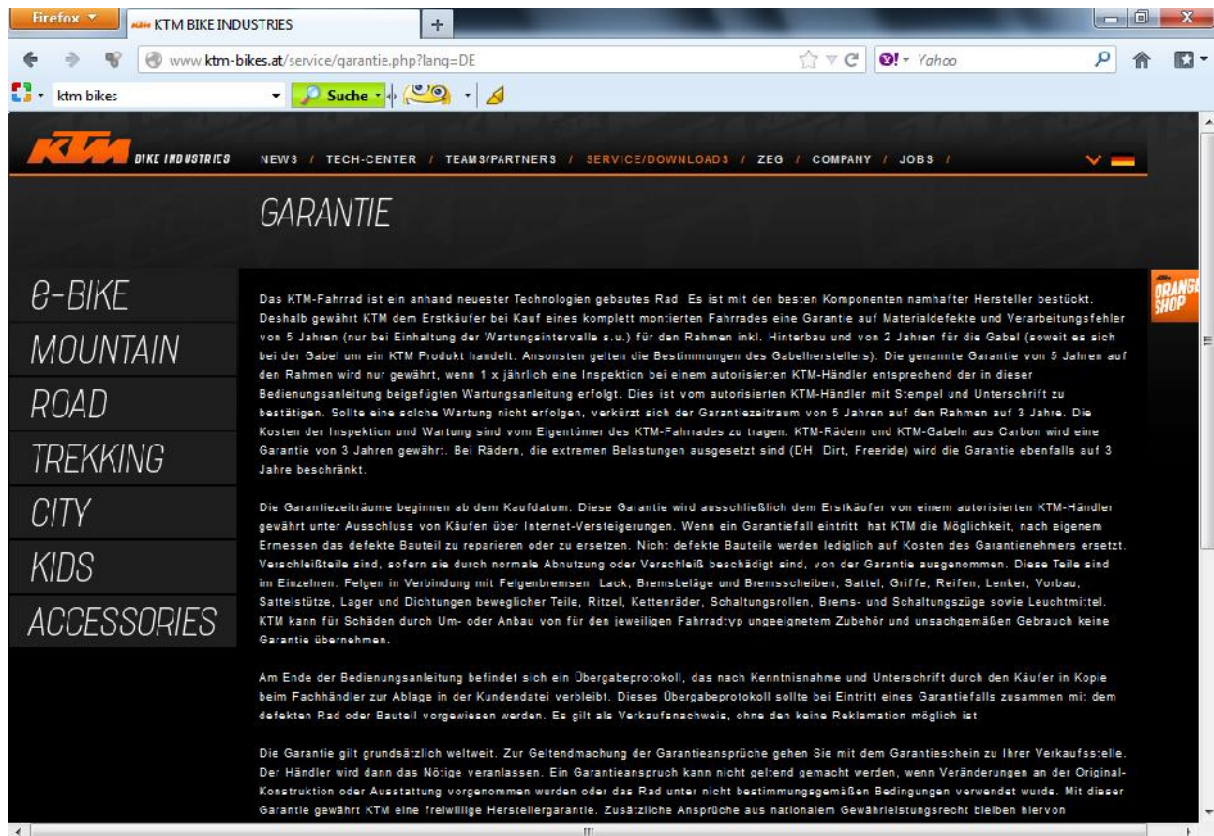 Firefox
KTM BIKE INDUSTRIES
www.ktm-bikes.at/service/garantie.php?lang=DE
Yahoo
ktm bikes
Suche
KTM BIKE INDUSTRIES
NEWS / TECH-CENTER / TEAMS/PARTNERS / SERVICE/DOWNLOADS / ZEG / COMPANY / JOBS /
GARANTIE
e-BIKE
MOUNTAIN
ROAD
TREKKING
CITY
KIDS
ACCESSORIES
ORANGE
SHOP
Das KTM-Fahrrad ist ein anhand neuester Technologien gebautes Rad. Es ist mit den besten Komponenten namhafter Hersteller bestückt.
Deshalb gewährt KTM dem Erstkäufer bei Kauf eines komplett montierten Fahrrades eine Garantie auf Materialdefekte und Verarbeitungsfehler
von 5 Jahren (nur bei Einhaltung der Wartungsintervalle s.u.) für den Rahmen inkl. Hinterbau und von 2 Jahren für die Gabel (soweit es sich
bei der Gabel um ein KTM Produkt handelt. Ansonsten gelten die Bestimmungen des Gabelherstellers). Die genannte Garantie von 5 Jahren auf
den Rahmen wird nur gewährt, wenn 1 x jährlich eine Inspektion bei einem autorisierten KTM-Händler entsprechend der in dieser
Bedienungsanleitung beigefügten Wartungsanleitung erfolgt. Dies ist vom autorisierten KTM-Händler mit Stempel und Unterschrift zu
bestätigen. Sollte eine solche Wartung nicht erfolgen, verkürzt sich der Garantiezeitraum von 5 Jahren auf den Rahmen auf 3 Jahre. Die
Kosten der Inspektion und Wartung sind vom Eigentümer des KTM-Fahrrades zu tragen. KTM-Rädern und KTM-Gabeln aus Carbon wird eine
Garantie von 3 Jahren gewährt. Bei Rädern, die extremen Belastungen ausgesetzt sind (DH, Dirt, Freeride) wird die Garantie ebenfalls auf 3
Jahre beschränkt.
Die Garantiezeiträume beginnen ab dem Kaufdatum. Diese Garantie wird ausschließlich dem Erstkäufer von einem autorisierten KTM-Händler
gewährt unter Ausschluss von Käufen über Internet-Versteigerungen. Wenn ein Garantiefall eintritt, hat KTM die Möglichkeit, nach eigenem
Ermessen das defekte Bauteil zu reparieren oder zu ersetzen. Nicht defekte Bauteile werden lediglich auf Kosten des Garantienehmers ersetzt.
Verschleißteile sind, sofern sie durch normale Abnutzung oder Verschleiß beschädigt sind, von der Garantie ausgenommen. Diese Teile sind
im Einzelnen: Felgen in Verbindung mit Felgenbremsen, Lack, Bremsbeläge und Bremsscheiben, Sattel, Griffe, Reifen, Lenker, Vorbau,
Sattelstütze, Lager und Dichtungen beweglicher Teile, Ritzel, Kettenräder, Schaltungsrollen, Brems- und Schaltungszüge sowie Leuchtmittel.
KTM kann für Schäden durch Um- oder Anbau von für den jeweiligen Fahrradtyp ungeeignetem Zubehör und unsachgemäßen Gebrauch keine
Garantie übernehmen.
Am Ende der Bedienungsanleitung befindet sich ein Übergabeprotokoll, das nach Kenntnisnahme und Unterschrift durch den Käufer in Kopie
beim Fachhändler zur Ablage in der Kundendatei verbleibt. Dieses Übergabeprotokoll sollte bei Eintritt eines Garantiefalls zusammen mit dem
defekten Rad oder Bauteil vorgewiesen werden. Es gilt als Verkaufsnachweis, ohne den keine Reklamation möglich ist.
Die Garantie gilt grundsätzlich weltweit. Zur Geltendmachung der Garantieansprüche gehen Sie mit dem Garantieschein zu Ihrer Verkaufsstelle.
Der Händler wird dann das Nötige veranlassen. Ein Garantieanspruch kann nicht geltend gemacht werden, wenn Veränderungen an der Original-
Konstruktion oder Ausstattung vorgenommen wurden oder das Rad unter nicht bestimmungsgemäßen Bedingungen verwendet wurde. Mit dieser
Garantie gewährt KTM eine freiwillige Herstellergarantie. Zusätzliche Ansprüche aus nationalem Gewährleistungsrecht bleiben hiervon